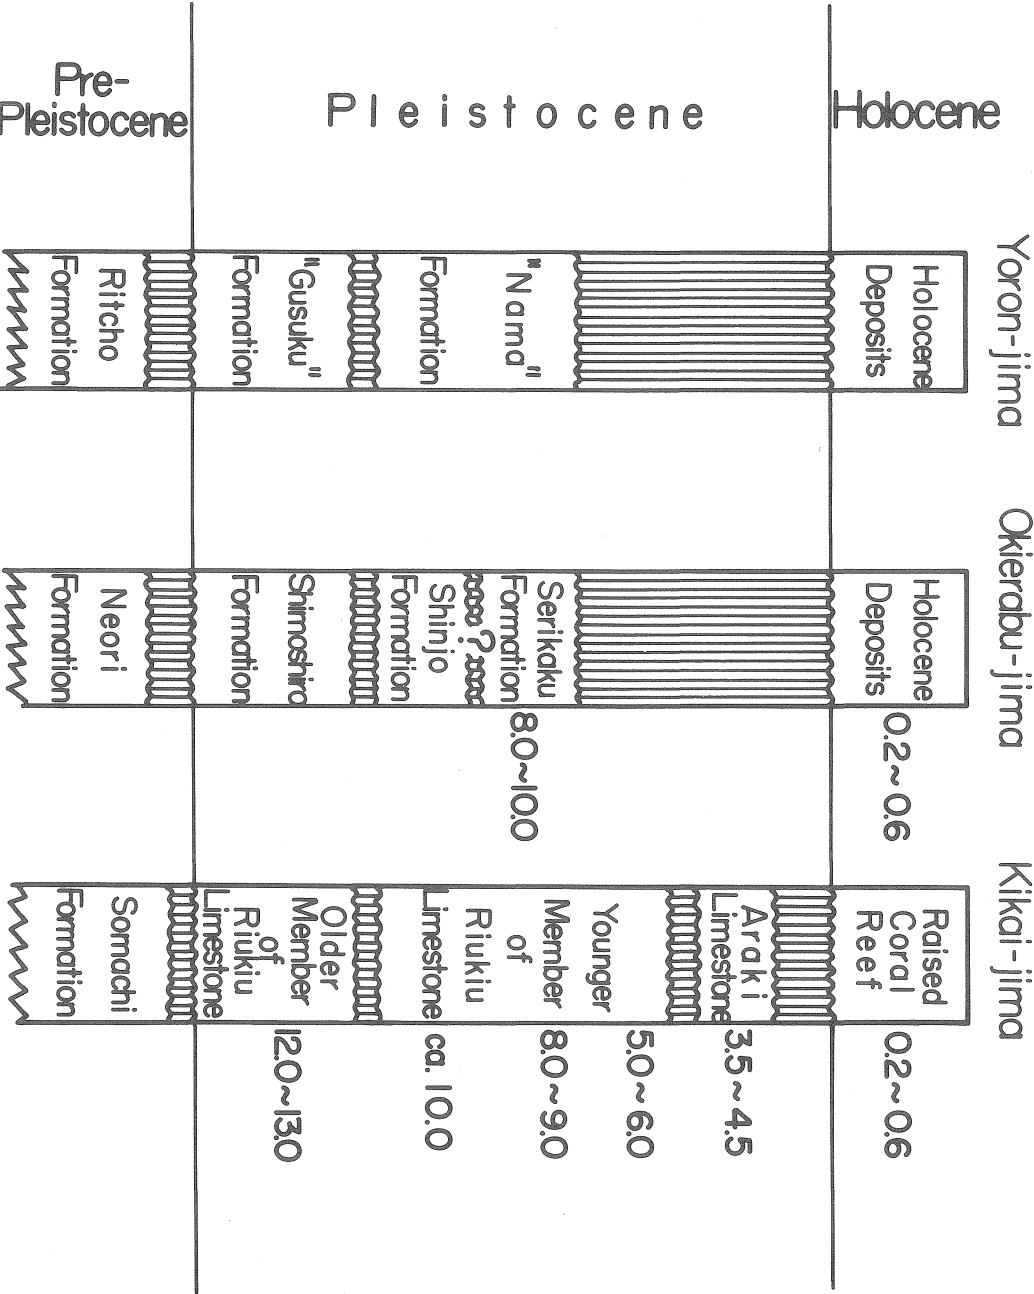 Yoron-jima
Okierabu-jima
Kikai-jima
Holocene
Pleistocene
Pre-
Pleistocene
Holocene
Deposits
"Nama"
Formation
"Gusuku"
Formation
Ritcho
Formation
Holocene
Deposits
0.2~0.6
Serikaku
Formation
8.0~10.0
?
Shinjo
Formation
Shimoshiro
Formation
Neori
Formation
Raised
Coral
Reef
0.2~0.6
Araki
Limestone
3.5~4.5
Younger
Member
of
Riukiu
Limestone
5.0~6.0
8.0~9.0
ca. 10.0
Older
Member
of
Riukiu
Limestone
12.0~13.0
Somachi
Formation